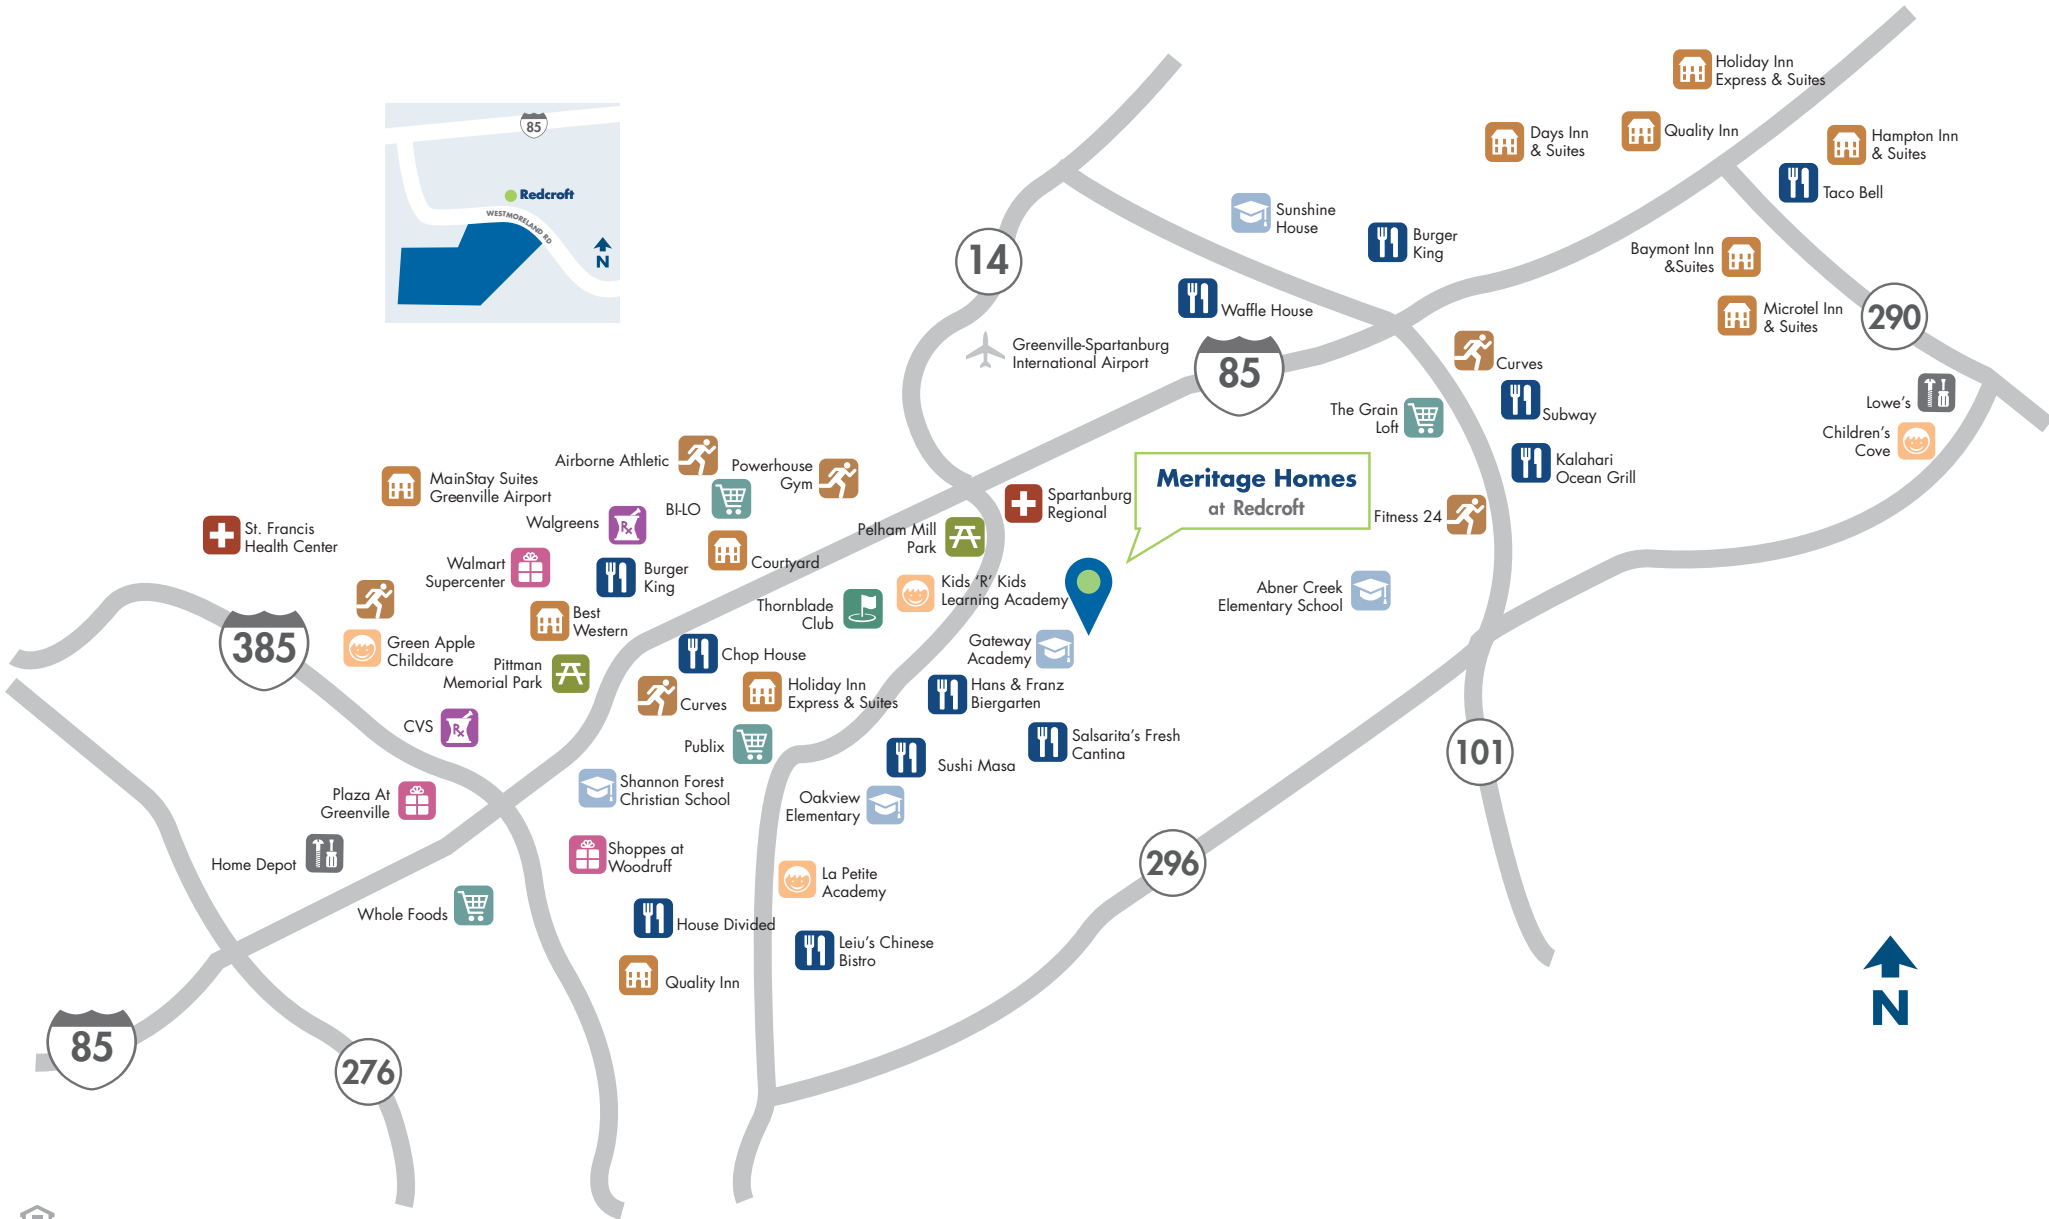 Holiday Inn
Express & Suites
Days Inn
& Suites
Quality Inn
Hampton Inn
& Suites
Taco Bell
85
Redcroft
WESTMORELAND RD
N
Sunshine
House
Burger
King
Baymont Inn
&Suites
14
Waffle House
Microtel Inn
& Suites
290
Greenville-Spartanburg
International Airport
85
Curves
Subway
The Grain
Loft
Lowe's
Children's
Cove
Kalahari
Ocean Grill
Airborne Athletic
Powerhouse
Gym
MainStay Suites
Greenville Airport
BI-LO
Walgreens
Rx
Meritage Homes
at Redcroft
Spartanburg
Regional
Fitness 24
St. Francis
Health Center
Pelham Mill
Park
Walmart
Supercenter
Burger
King
Courtyard
Kids ‘R’ Kids
Learning Academy
Abner Creek
Elementary School
Thornblade
Club
Best
Western
385
Green Apple
Childcare
Pittman
Memorial Park
Chop House
Gateway
Academy
Curves
Holiday Inn
Express & Suites
Hans & Franz
Biergarten
CVS
Rx
Publix
Sushi Masa
Salsarita’s Fresh
Cantina
101
Shannon Forest
Christian School
Plaza At
Greenville
Oakview
Elementary
Home Depot
Shoppes at
Woodruff
La Petite
Academy
296
Whole Foods
House Divided
Leiu’s Chinese
Bistro
Quality Inn
N
85
276